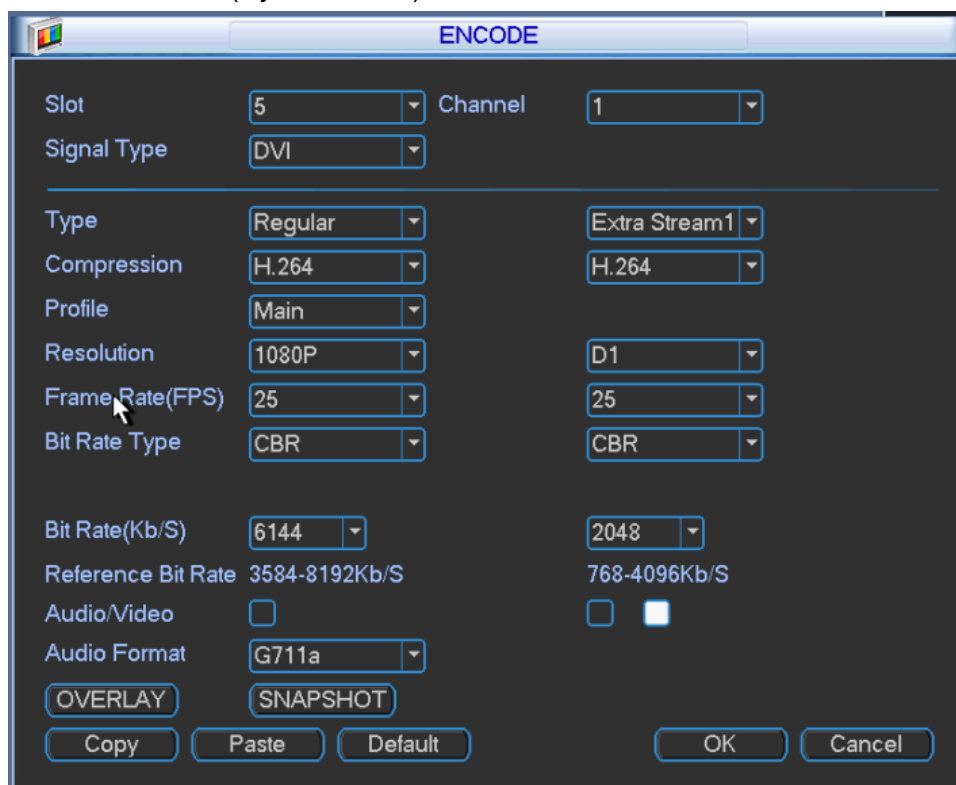 ENCODE
Slot 5 Channel 1
Signal Type DVI
Type Regular Extra Stream1
Compression H.264 H.264
Profile Main
Resolution 1080P D1
Frame Rate(FPS) 25 25
Bit Rate Type CBR CBR
Bit Rate(Kb/S) 6144 2048
Reference Bit Rate 3584-8192Kb/S 768-4096Kb/S
Audio/Video
Audio Format G711a
OVERLAY SNAPSHOT
Copy Paste Default OK Cancel